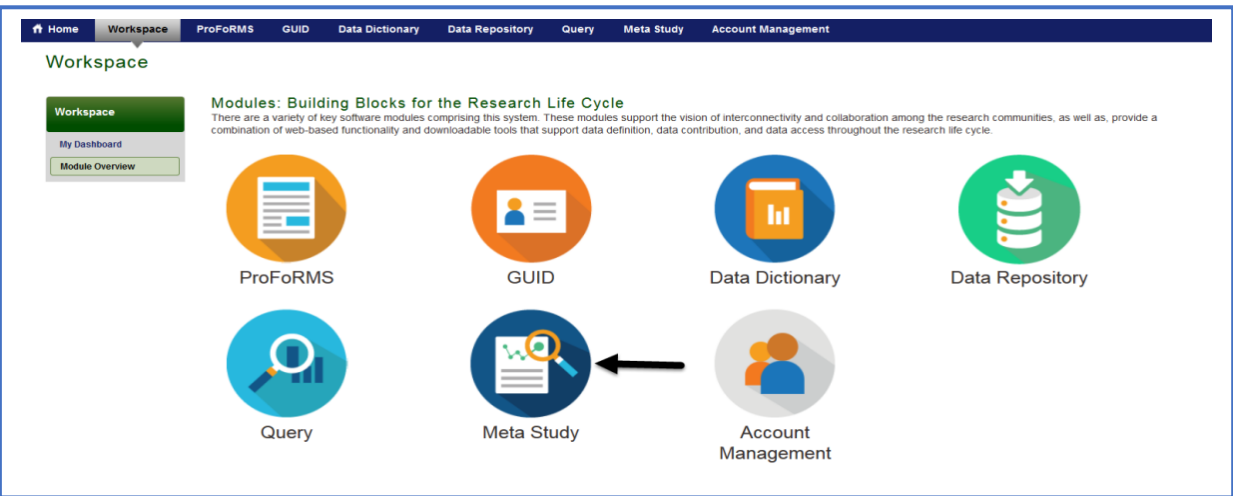 Home Workspace ProFoRMS GUID Data Dictionary Data Repository Query Meta Study Account Management
Workspace
Workspace
My Dashboard
Module Overview
Modules: Building Blocks for the Research Life Cycle
There are a variety of key software modules comprising this system. These modules support the vision of interconnectivity and collaboration among the research communities, as well as, provide a
combination of web-based functionality and downloadable tools that support data definition, data contribution, and data access throughout the research life cycle.
ProFoRMS
GUID
Data Dictionary
Data Repository
Query
Meta Study
Account
Management